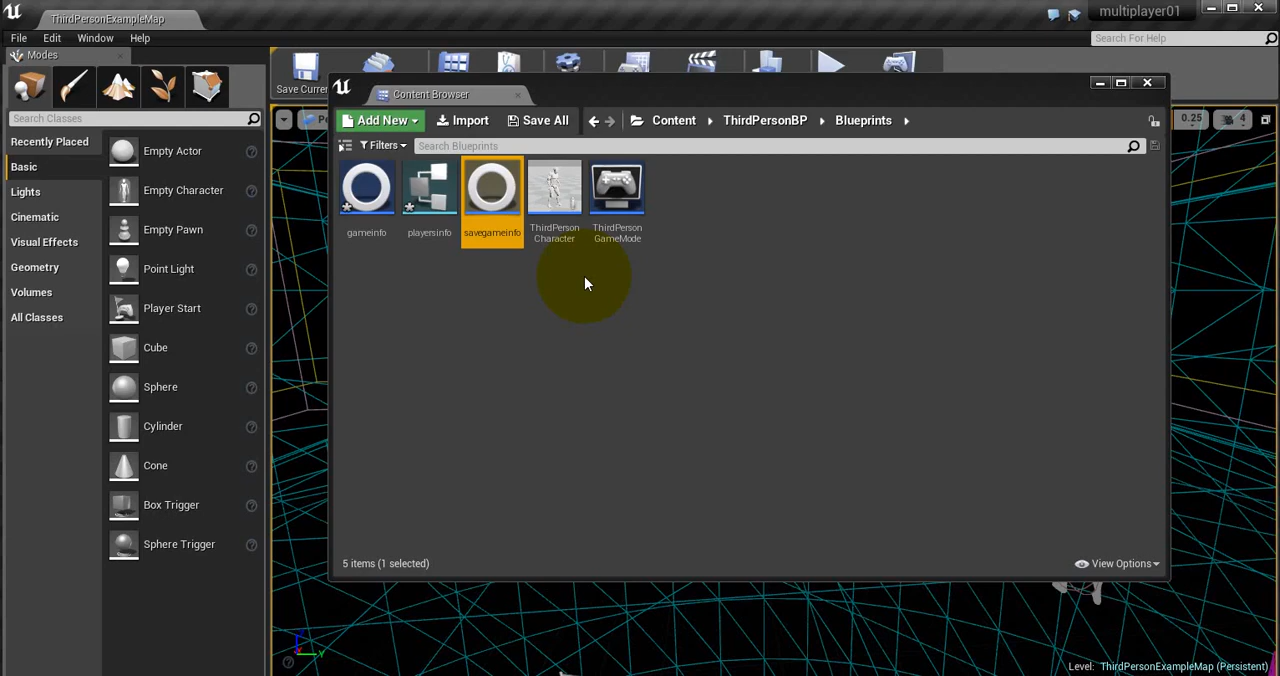 ThirdPersonExampleMap
multiplayer01
File Edit Window Help
Search For Help
Modes
Save Curren
Search Classes
Recently Placed
Basic
Lights
Cinematic
Visual Effects
Geometry
Volumes
All Classes
Empty Actor
Empty Character
Empty Pawn
Point Light
Player Start
Cube
Sphere
Cylinder
Cone
Box Trigger
Sphere Trigger
Content Browser
Add New Import Save All Content ThirdPersonBP Blueprints
Filters Search Blueprints
gameinfo
playersinfo
savegameinfo
ThirdPerson
Character
ThirdPerson
GameMode
5 items (1 selected)
View Options
0.25
4
Level: ThirdPersonExampleMap (Persistent)